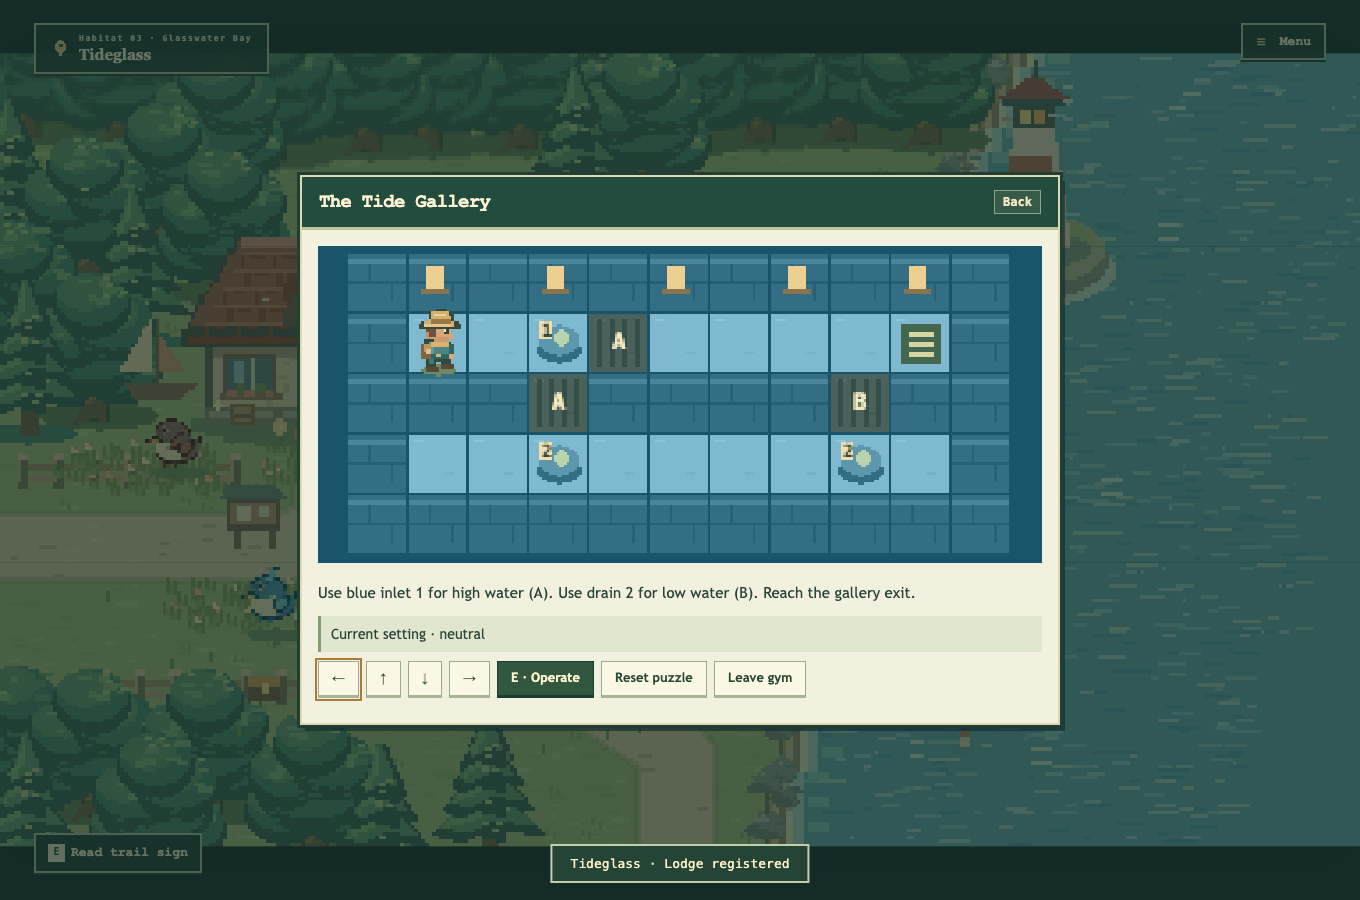 Habitat 03 · Glasswater Bay
Tideglass
≡ Menu
The Tide Gallery
Back
1
A
A
B
2
2
Use blue inlet 1 for high water (A). Use drain 2 for low water (B). Reach the gallery exit.
Current setting · neutral
← ↑ ↓ → E · Operate Reset puzzle Leave gym
E Read trail sign
Tideglass · Lodge registered